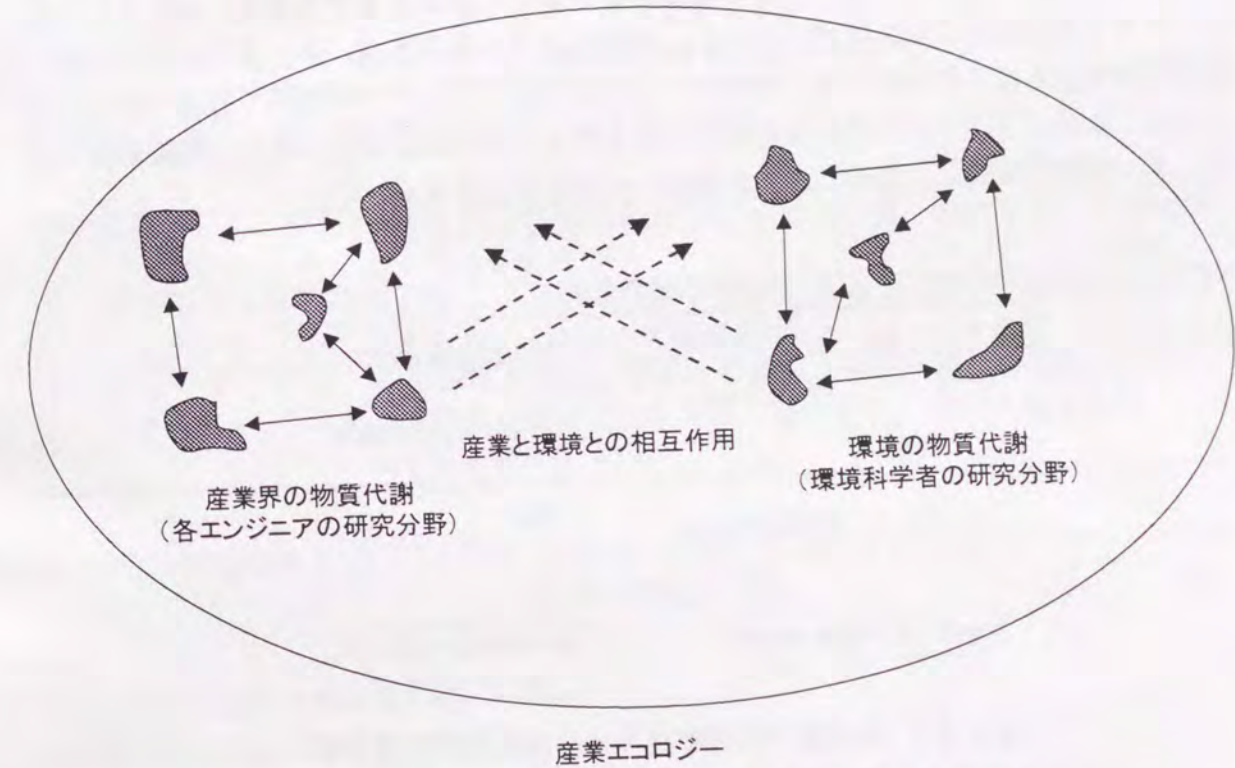 産業と環境との相互作用
産業界の物質代謝
(各エンジニアの研究分野)
環境の物質代謝
(環境科学者の研究分野)
産業エコロジー